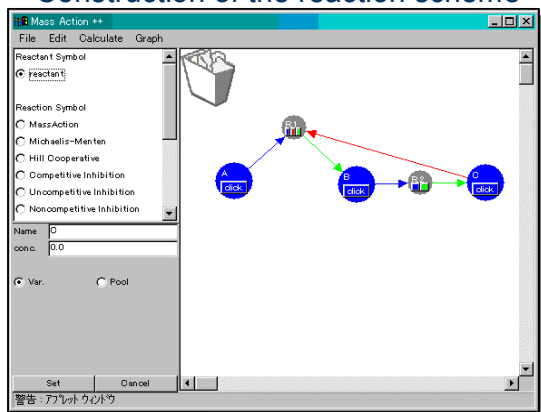 Construction of the reaction scheme
Mass Action ++
File Edit Calculate Graph
Reactant Symbol
reactant
Reaction Symbol
MassAction
Michaelis-Menten
Hill Cooperative
Competitive Inhibition
Uncompetitive Inhibition
Noncompetitive Inhibition
Name C
conc. 0.0
Var. Pool
Set Cancel
警告 : アプレット ウィンドウ
R1
A
click
B
click
R2
C
click